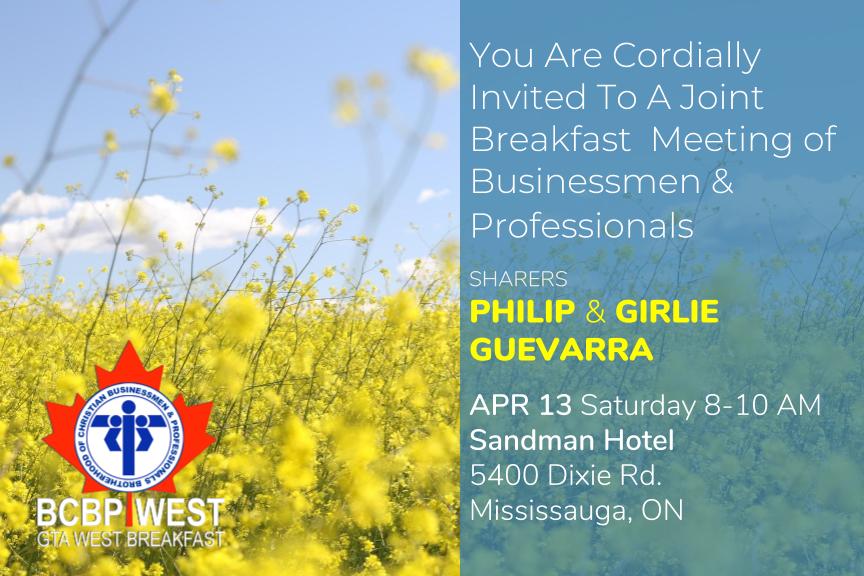 You Are Cordially
Invited To A Joint
Breakfast Meeting of
Businessmen &
Professionals
SHARERS
PHILIP & GIRLIE
GUEVARRA
APR 13 Saturday 8-10 AM
Sandman Hotel
5400 Dixie Rd.
Mississauga, ON
BROTHERHOOD OF CHRISTIAN BUSINESSMEN & PROFESSIONALS
BCBP WEST
GTA WEST BREAKFAST